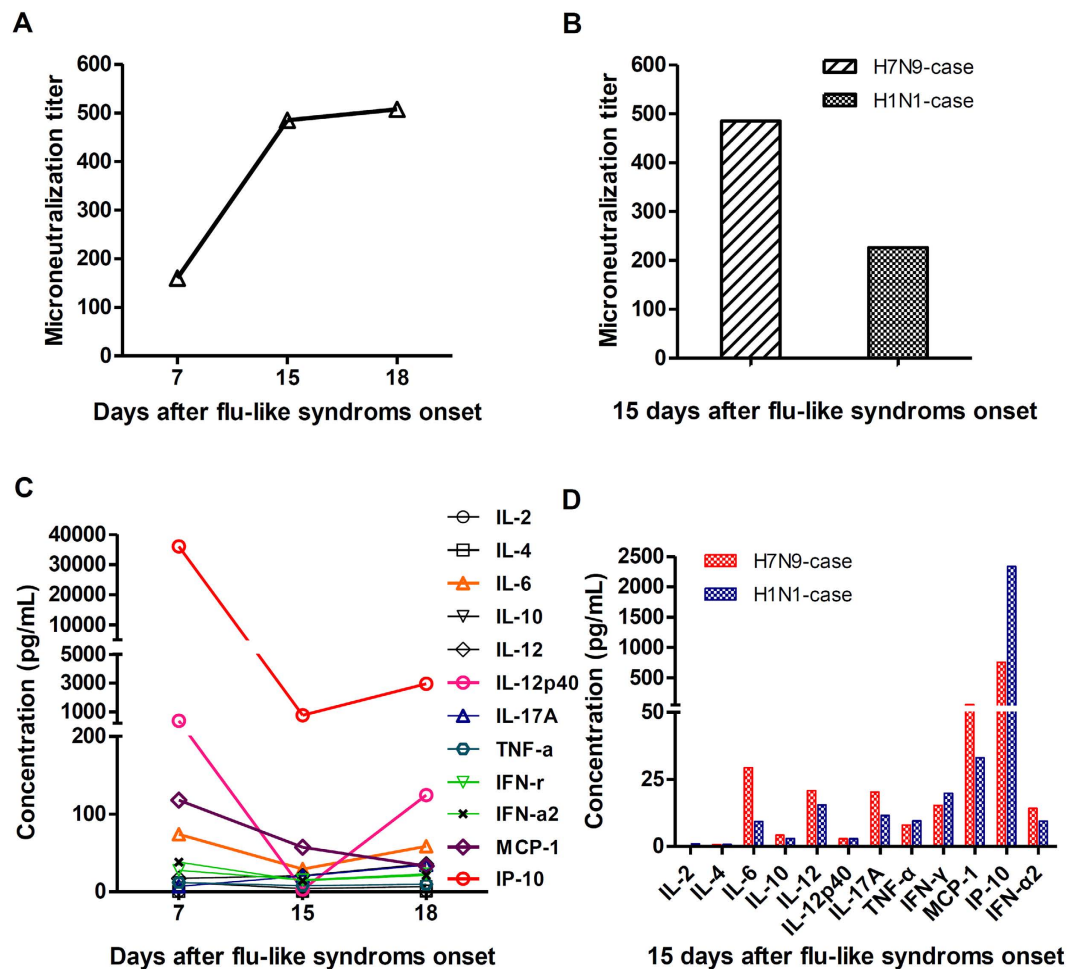 A
Microneutralization titer
600
500
400
300
200
100
0
7 15 18
Days after flu-like syndroms onset
B
Microneutralization titer
600
500
400
300
200
100
0
H7N9-case
H1N1-case
15 days after flu-like syndroms onset
C
Concentration (pg/mL)
40000
35000
30000
25000
20000
15000
10000
5000
3000
1000
200
100
0
7 15 18
Days after flu-like syndroms onset
IL-2
IL-4
IL-6
IL-10
IL-12
IL-12p40
IL-17A
TNF-a
IFN-r
IFN-a2
MCP-1
IP-10
D
Concentration (pg/mL)
2500
2000
1500
1000
500
50
25
0
H7N9-case
H1N1-case
IL-2
IL-4
IL-6
IL-10
IL-12
IL-12p40
IL-17A
TNF-α
IFN-γ
MCP-1
IP-10
IFN-α2
15 days after flu-like syndroms onset